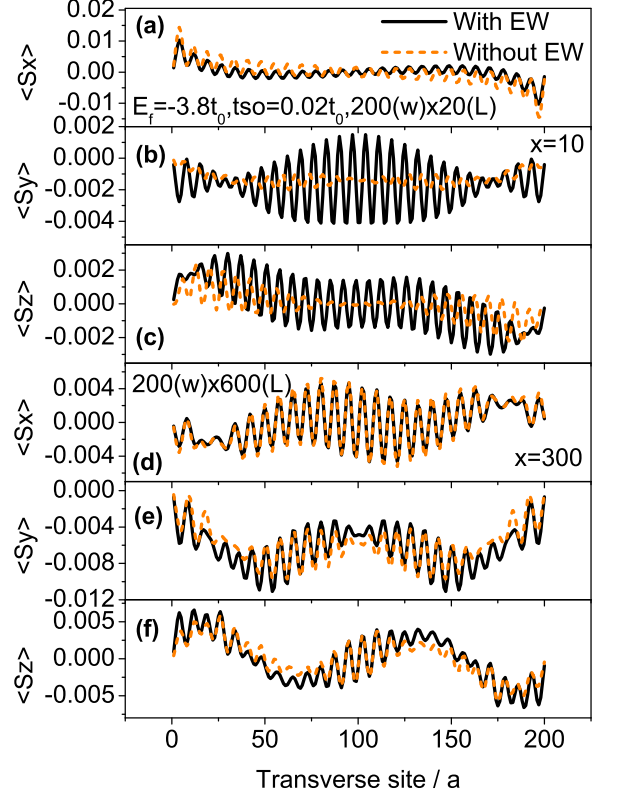 0.02
(a)
With EW
0.01
Without EW
0.00
<Sx>
-0.01
E_f=-3.8t_0,tso=0.02t_0,200(w)x20(L)
0.002
(b)
x=10
0.000
<Sy>
-0.002
-0.004
0.002
<Sz>
0.000
-0.002
(c)
200(w)x600(L)
0.004
<Sx>
0.000
-0.004
(d)
x=300
0.000
(e)
-0.004
<Sy>
-0.008
-0.012
(f)
0.005
<Sz>
0.000
-0.005
0 50 100 150 200
Transverse site / a